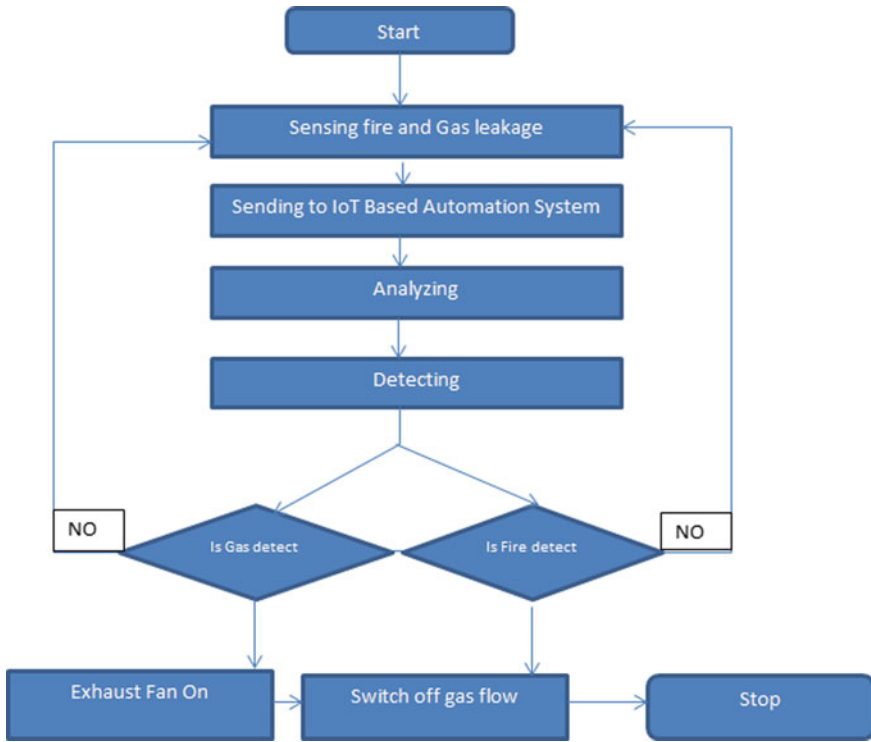 Start
Sensing fire and Gas leakage
Sending to IoT Based Automation System
Analyzing
Detecting
NO
Is Gas detect
Is Fire detect
NO
Exhaust Fan On
Switch off gas flow
Stop